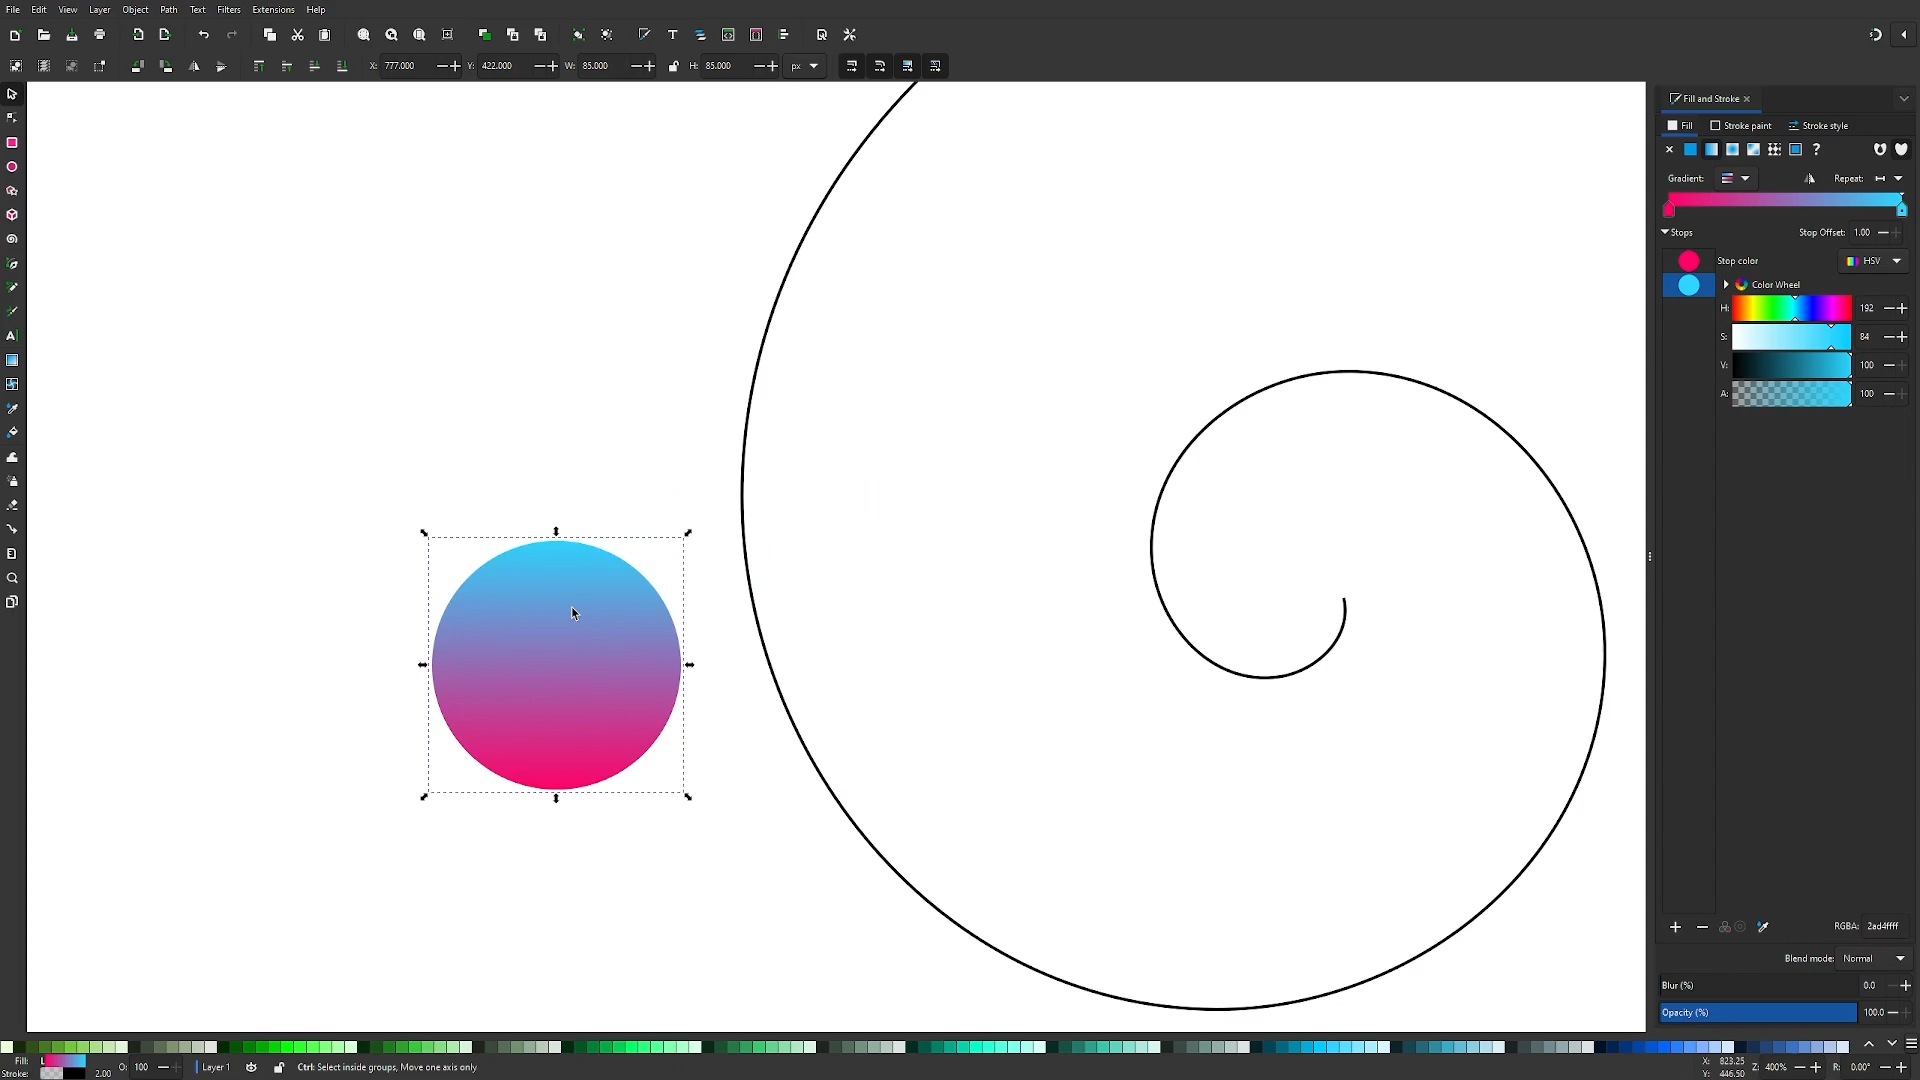 File Edit View Layer Object Path Text Filters Extensions Help
X: 777.000 Y: 422.000 W: 85.000 H: 85.000 px
Fill and Stroke
Fill Stroke paint Stroke style
?
Gradient: Repeat:
Stops Stop Offset: 1.00
Stop color HSV
Color Wheel
H: 192
S: 84
V: 100
A: 100
RGBA: 2ad4ffff
Blend mode: Normal
Blur (%) 0.0
Opacity (%) 100.0
Fill: L
Stroke: 2.00 O: 100 Layer 1 Ctrl: Select inside groups, Move one axis only
X: 823.25
Y: 446.50 Z: 400% R: 0.00°